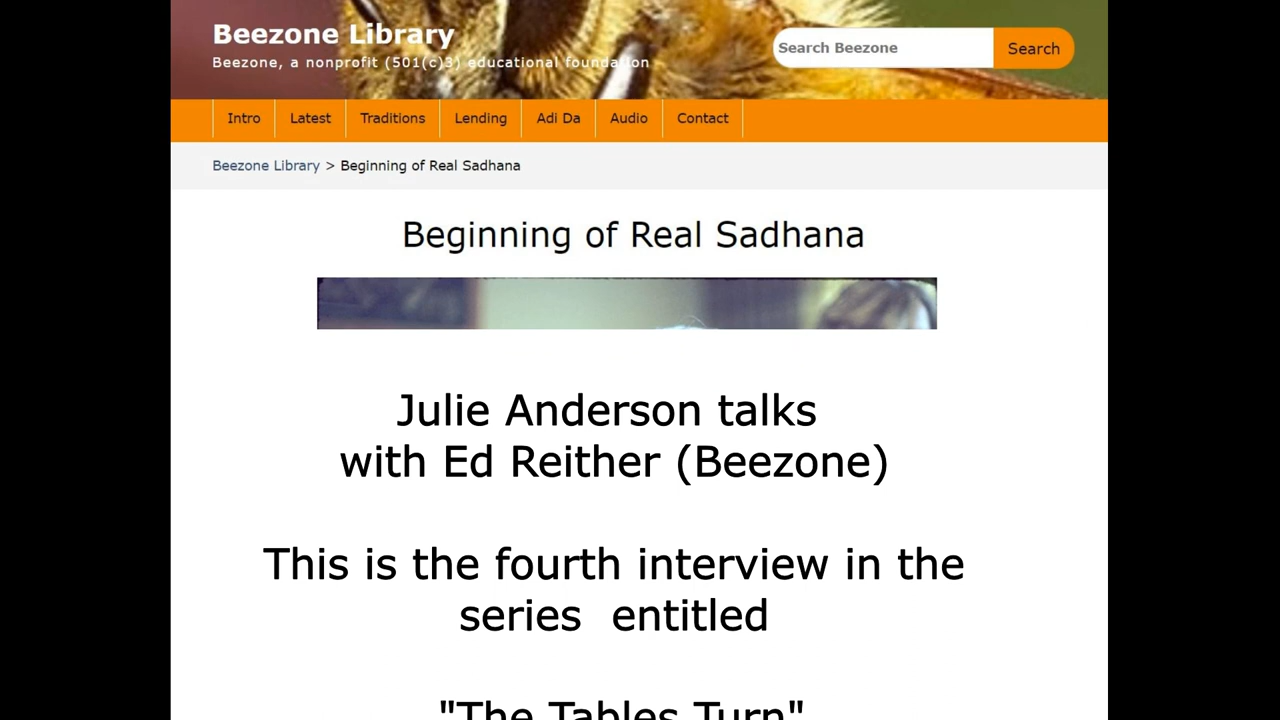 Beezone Library
Beezone, a nonprofit (501(c)3) educational foundation
Search Beezone
Search
Intro
Latest
Traditions
Lending
Adi Da
Audio
Contact
Beezone Library > Beginning of Real Sadhana
Beginning of Real Sadhana
Julie Anderson talks
with Ed Reither (Beezone)
This is the fourth interview in the
series entitled
"The Tables Turn"